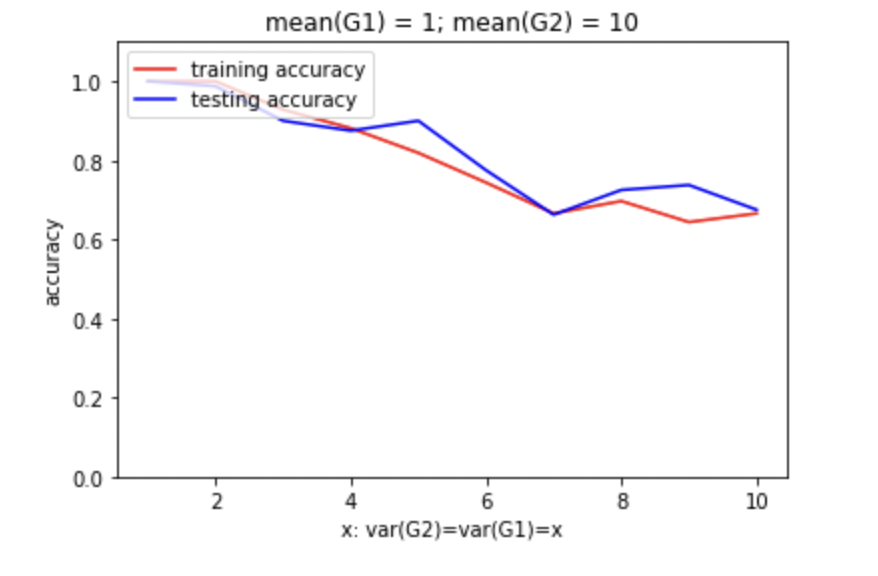 mean(G1) = 1; mean(G2) = 10
training accuracy
testing accuracy
1.0
0.8
0.6
0.4
0.2
0.0
accuracy
2 4 6 8 10
x: var(G2)=var(G1)=x